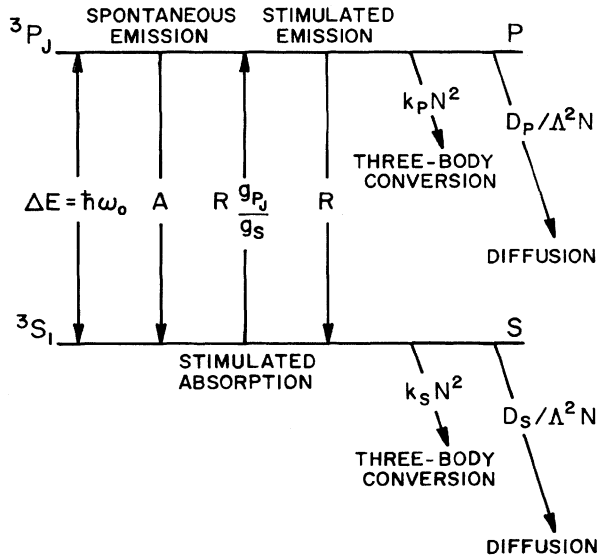 SPONTANEOUS
EMISSION
STIMULATED
EMISSION
³P_J
P
k_P N²
D_P/Λ²N
THREE-BODY
CONVERSION
ΔE = ħω₀
A
R g_{P_J}/g_S
R
DIFFUSION
³S₁
S
STIMULATED
ABSORPTION
k_S N²
D_S/Λ²N
THREE-BODY
CONVERSION
DIFFUSION